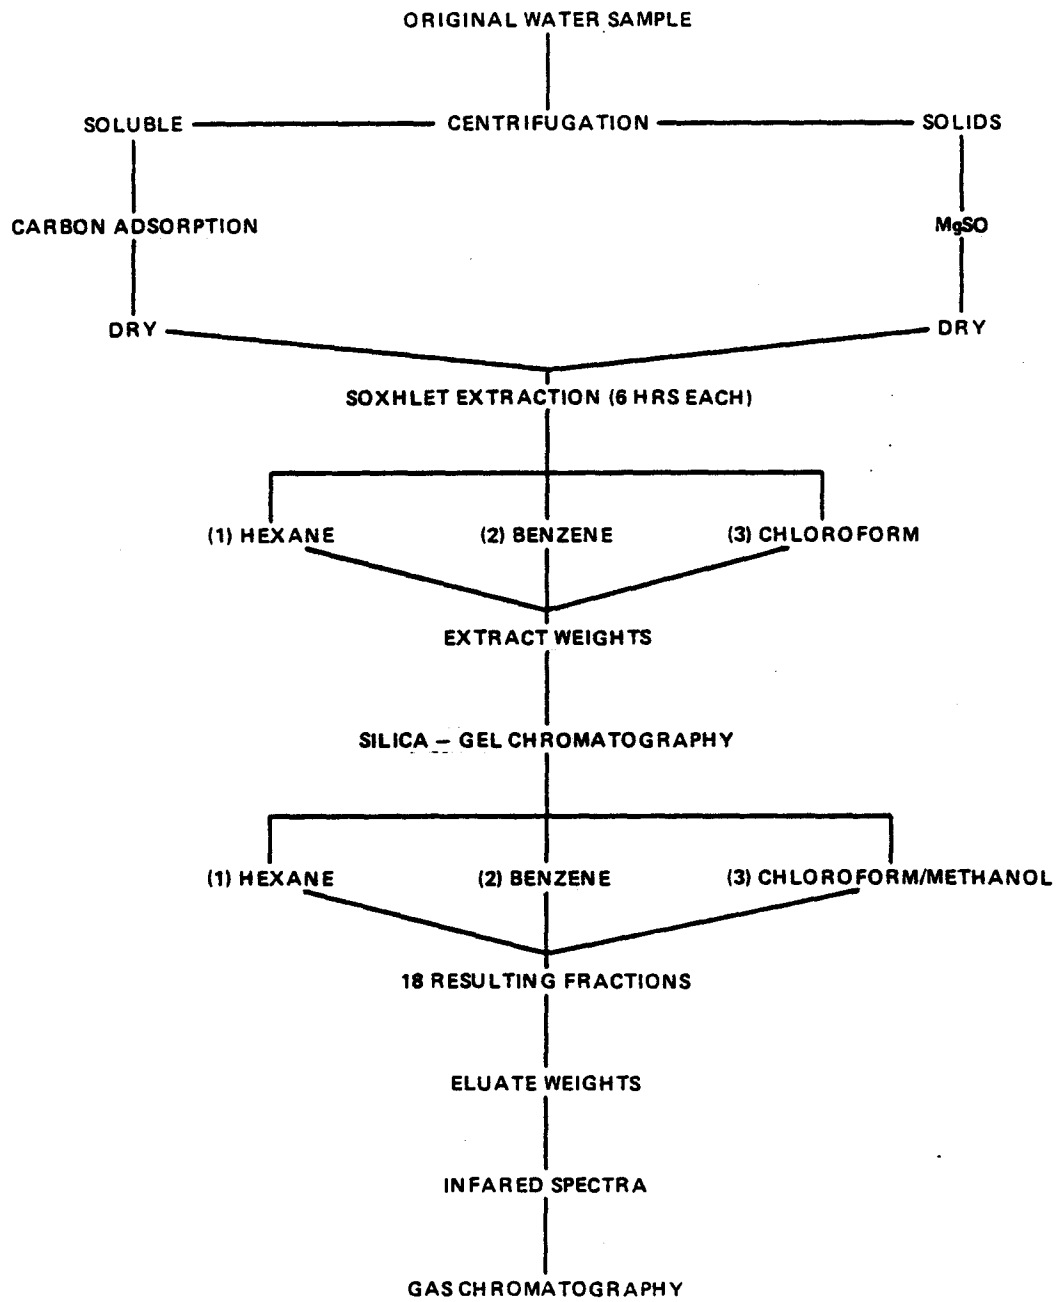 ORIGINAL WATER SAMPLE
SOLUBLE CENTRIFUGATION SOLIDS
CARBON ADSORPTION MgSO
DRY DRY
SOXHLET EXTRACTION (6 HRS EACH)
(1) HEXANE (2) BENZENE (3) CHLOROFORM
EXTRACT WEIGHTS
SILICA – GEL CHROMATOGRAPHY
(1) HEXANE (2) BENZENE (3) CHLOROFORM/METHANOL
18 RESULTING FRACTIONS
ELUATE WEIGHTS
INFARED SPECTRA
GAS CHROMATOGRAPHY